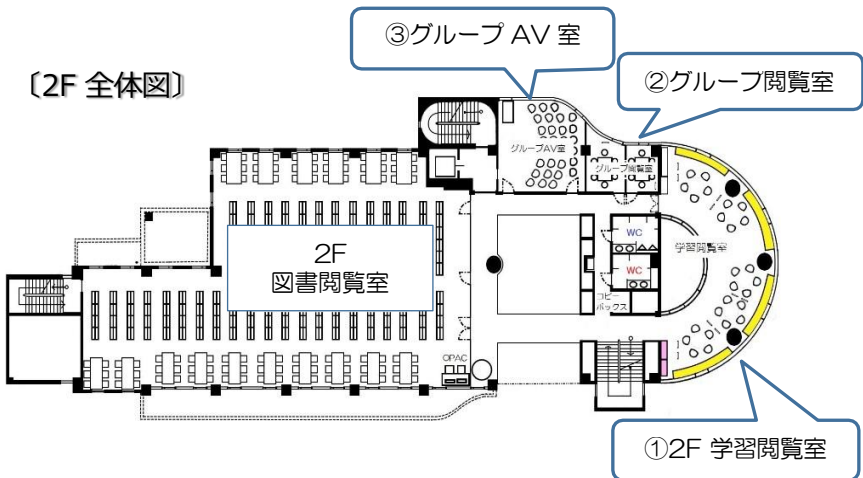 ③グループ AV 室
〔2F 全体図〕
②グループ閲覧室
グループAV室
グループ閲覧室
WC
学習閲覧室
2F
図書閲覧室
WC
コピー
ボックス
OPAC
①2F 学習閲覧室